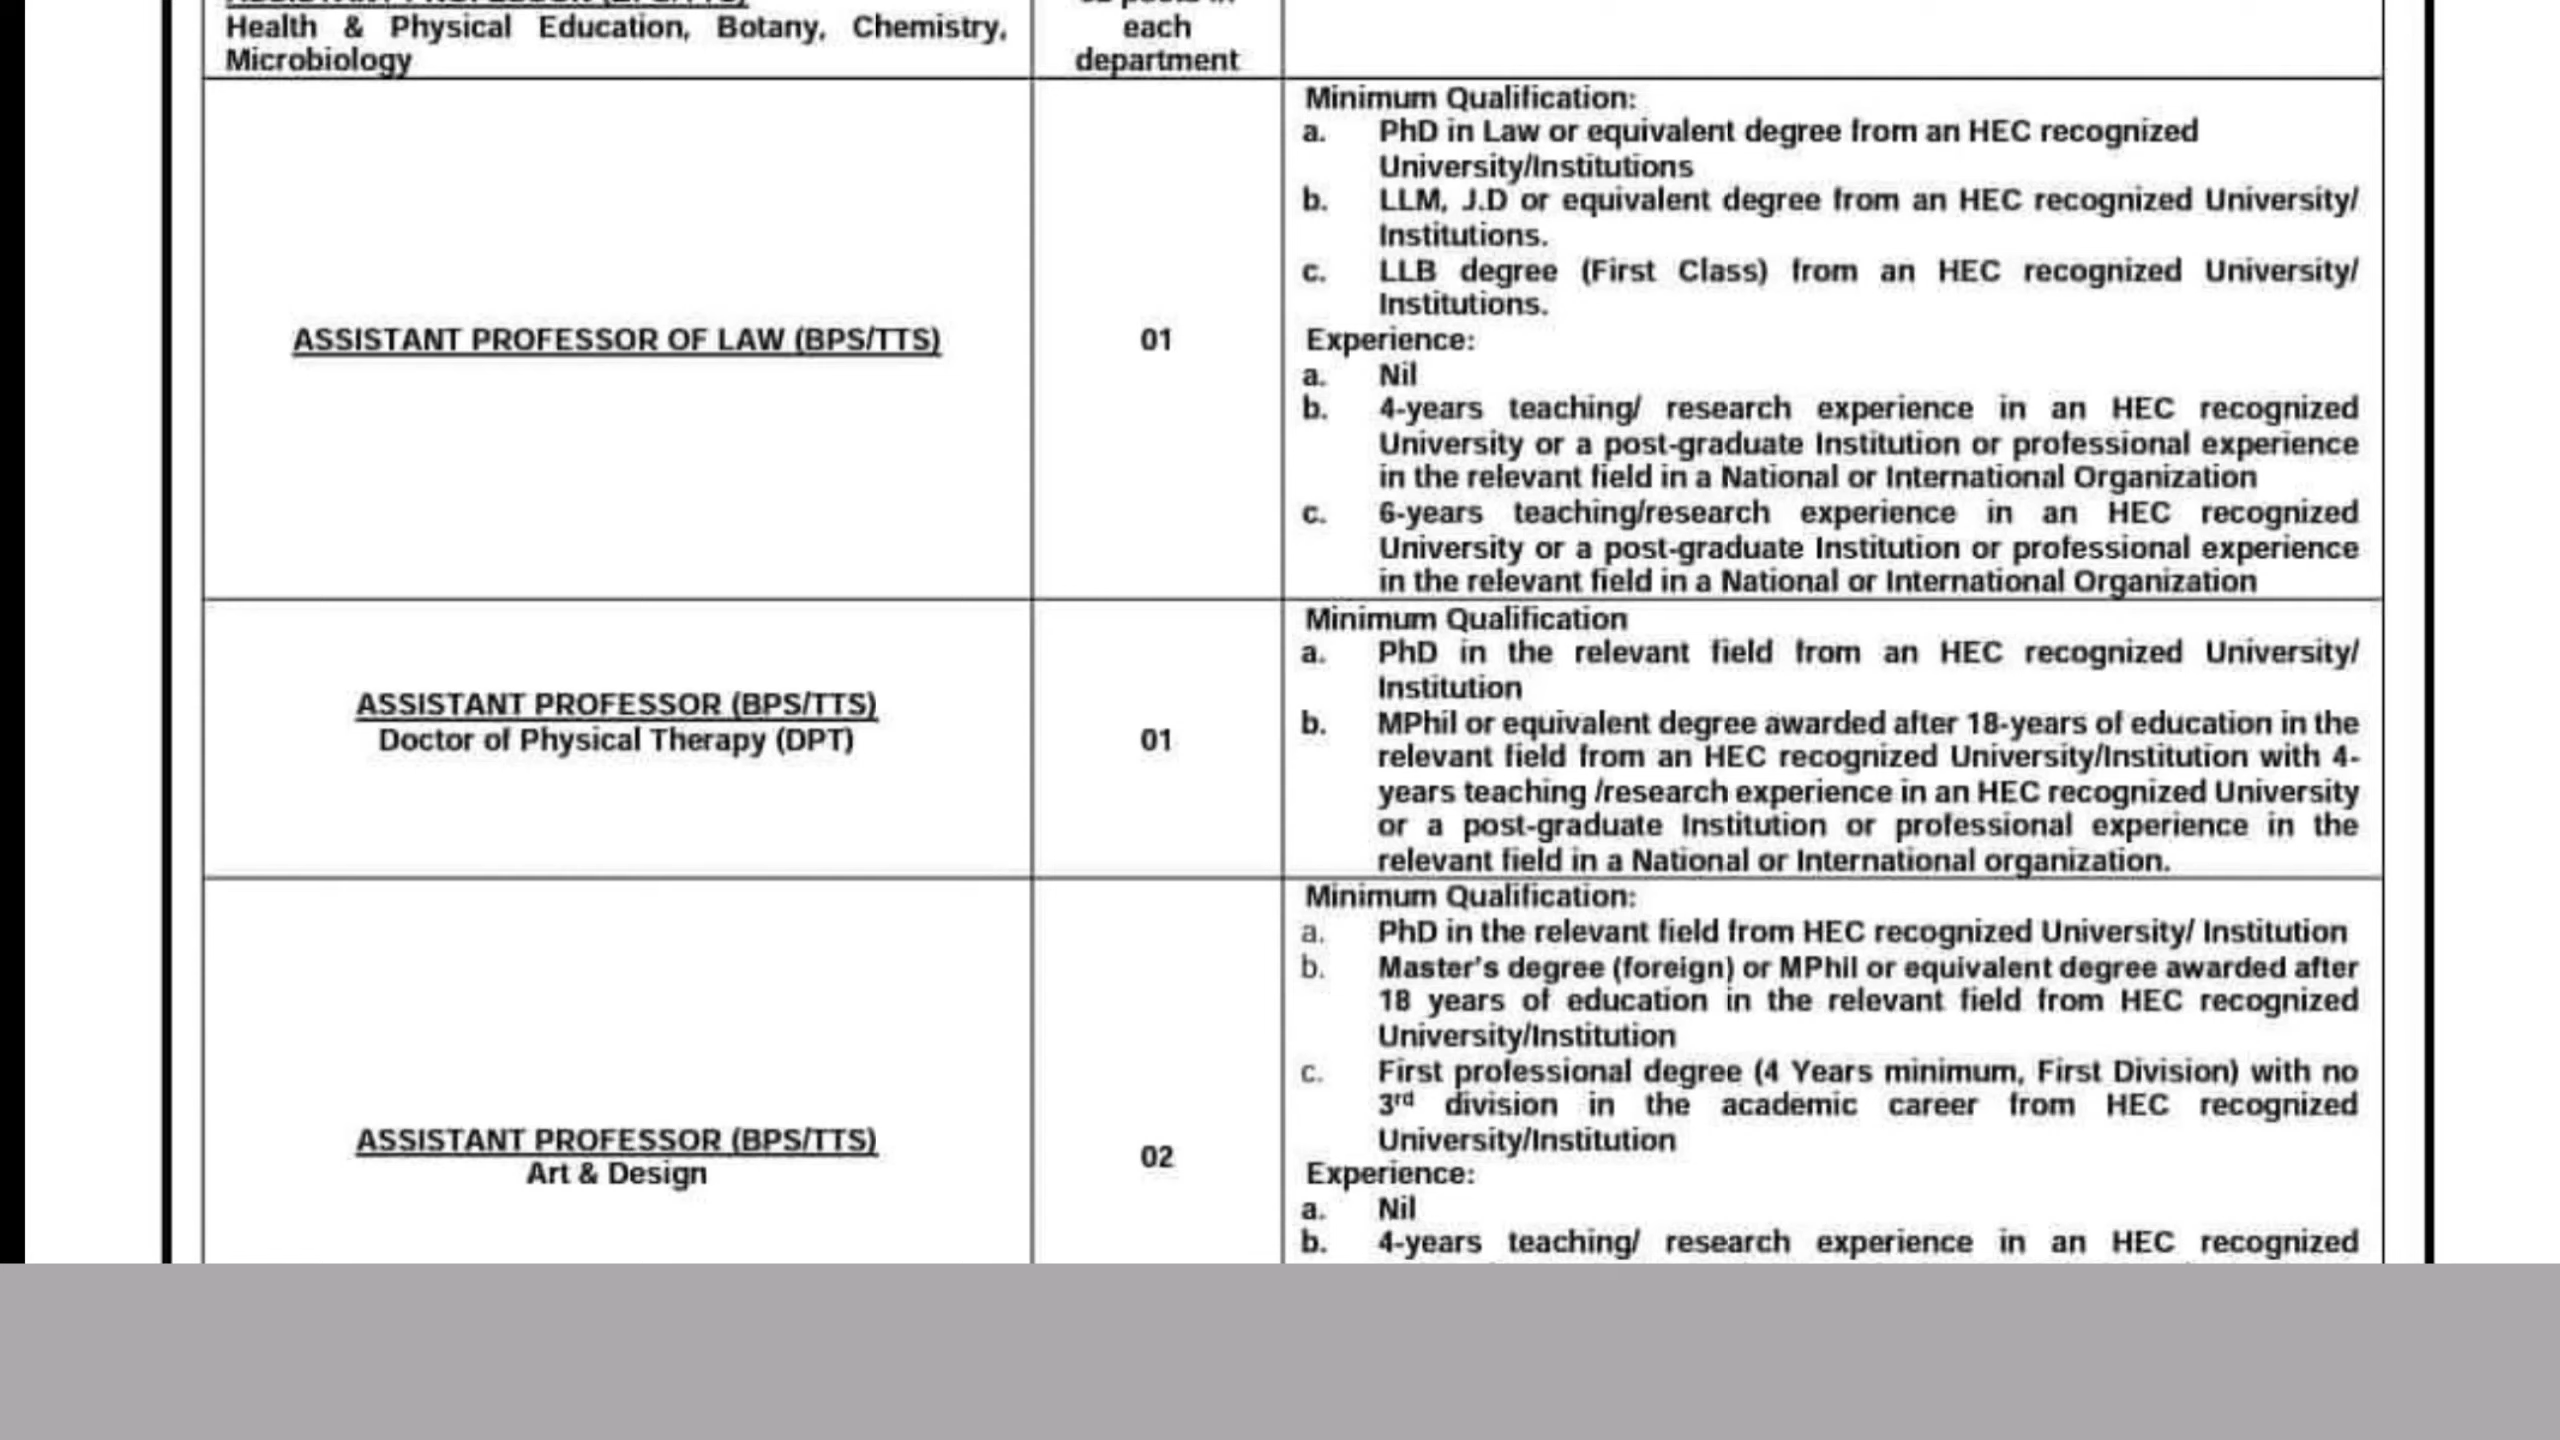 Health & Physical Education, Botany, Chemistry,
Microbiology
each
department
Minimum Qualification:
a. PhD in Law or equivalent degree from an HEC recognized
University/Institutions
b. LLM, J.D or equivalent degree from an HEC recognized University/
Institutions.
c. LLB degree (First Class) from an HEC recognized University/
Institutions.
ASSISTANT PROFESSOR OF LAW (BPS/TTS)
01
Experience:
a. Nil
b. 4-years teaching/ research experience in an HEC recognized
University or a post-graduate Institution or professional experience
in the relevant field in a National or International Organization
c. 6-years teaching/research experience in an HEC recognized
University or a post-graduate Institution or professional experience
in the relevant field in a National or International Organization
ASSISTANT PROFESSOR (BPS/TTS)
Doctor of Physical Therapy (DPT)
01
Minimum Qualification
a. PhD in the relevant field from an HEC recognized University/
Institution
b. MPhil or equivalent degree awarded after 18-years of education in the
relevant field from an HEC recognized University/Institution with 4-
years teaching /research experience in an HEC recognized University
or a post-graduate Institution or professional experience in the
relevant field in a National or International organization.
ASSISTANT PROFESSOR (BPS/TTS)
Art & Design
02
Minimum Qualification:
a. PhD in the relevant field from HEC recognized University/ Institution
b. Master's degree (foreign) or MPhil or equivalent degree awarded after
18 years of education in the relevant field from HEC recognized
University/Institution
c. First professional degree (4 Years minimum, First Division) with no
3rd division in the academic career from HEC recognized
University/Institution
Experience:
a. Nil
b. 4-years teaching/ research experience in an HEC recognized